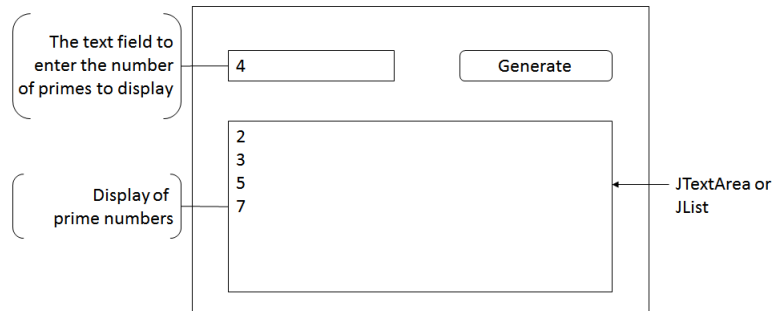 The text field to
enter the number
of primes to display
4
Generate
2
3
5
7
Display of
prime numbers
JTextArea or
JList